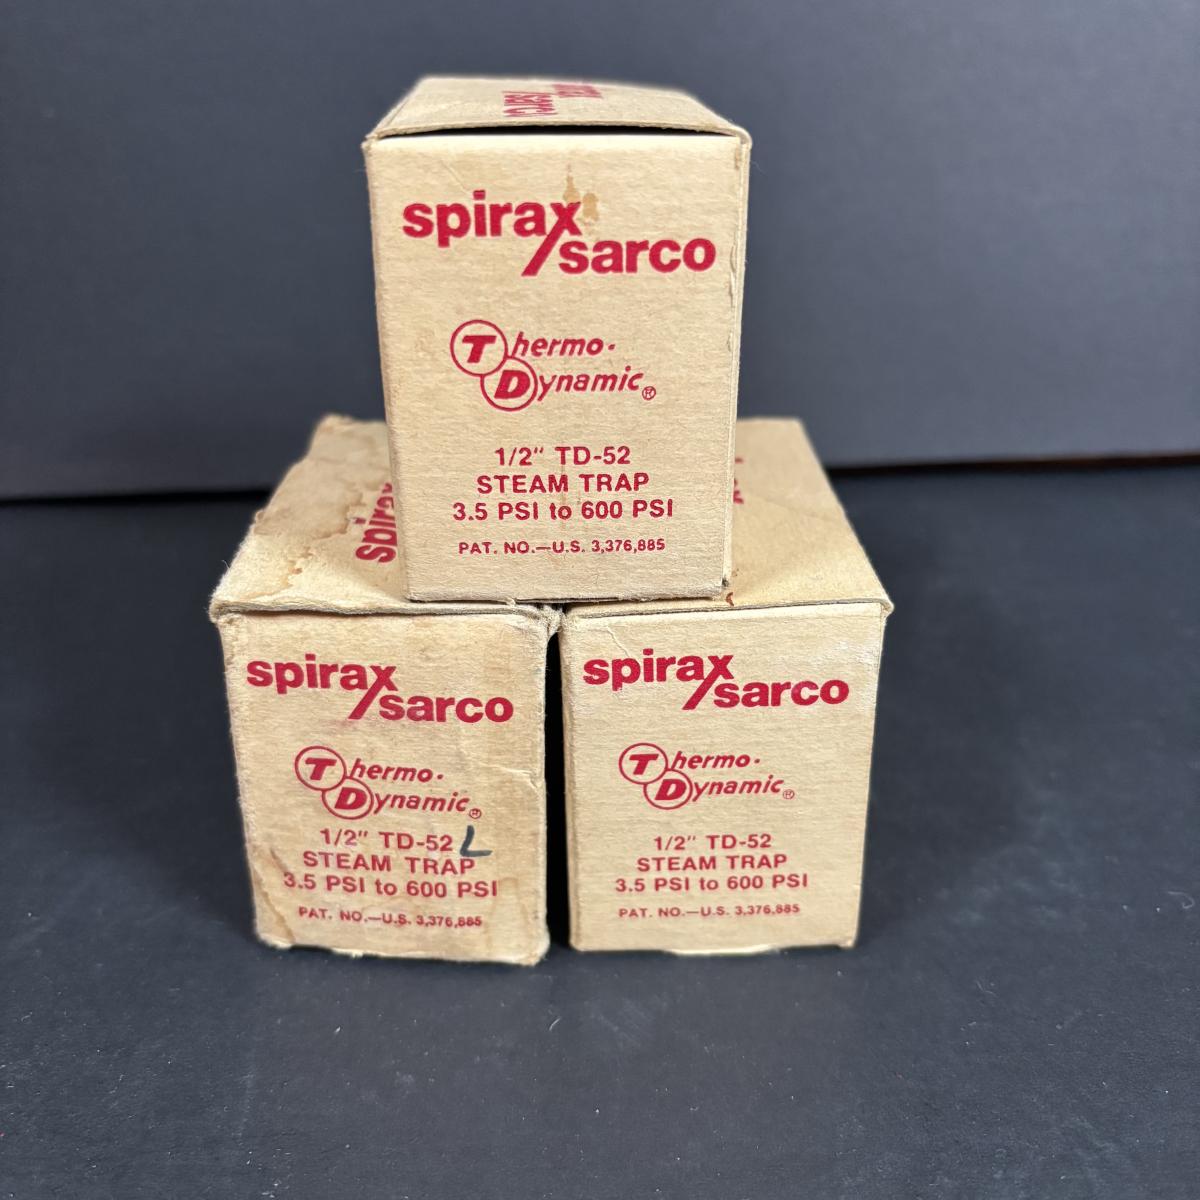 spirax
sarco
Thermo-
Dynamic®
1/2" TD-52
STEAM TRAP
3.5 PSI to 600 PSI
PAT. NO.—U.S. 3,376,885
spirax
spirax
sarco
Thermo-
Dynamic®
1/2" TD-52 L
STEAM TRAP
3.5 PSI to 600 PSI
PAT. NO.—U.S. 3,376,885
spirax
sarco
Thermo-
Dynamic®
1/2" TD-52
STEAM TRAP
3.5 PSI to 600 PSI
PAT. NO.—U.S. 3,376,885